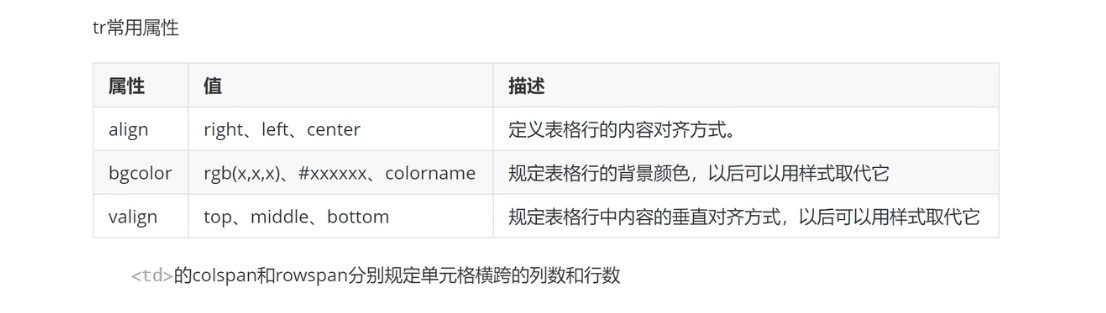 tr常用属性
属性 值 描述
align right、left、center 定义表格行的内容对齐方式。
bgcolor rgb(x,x,x)、#xxxxxx、colorname 规定表格行的背景颜色，以后可以用样式取代它
valign top、middle、bottom 规定表格行中内容的垂直对齐方式，以后可以用样式取代它
<td>的colspan和rowspan分别规定单元格横跨的列数和行数